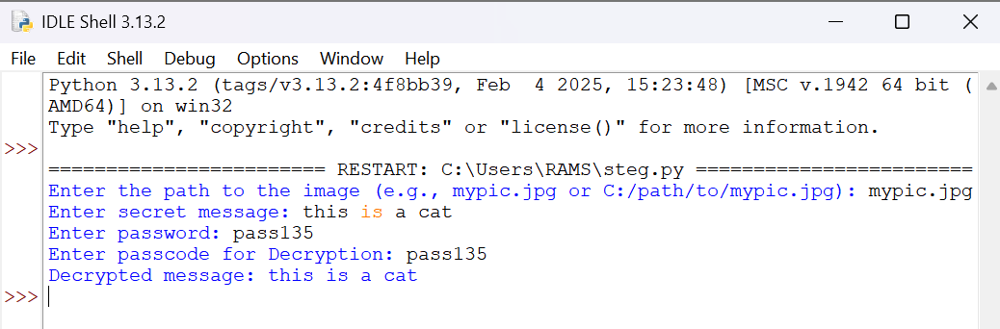 IDLE Shell 3.13.2
File Edit Shell Debug Options Window Help
Python 3.13.2 (tags/v3.13.2:4f8bb39, Feb  4 2025, 15:23:48) [MSC v.1942 64 bit (
AMD64)] on win32
Type "help", "copyright", "credits" or "license()" for more information.
>>>
======================== RESTART: C:\Users\RAMS\steg.py ========================
Enter the path to the image (e.g., mypic.jpg or C:/path/to/mypic.jpg): mypic.jpg
Enter secret message: this is a cat
Enter password: pass135
Enter passcode for Decryption: pass135
Decrypted message: this is a cat
>>>